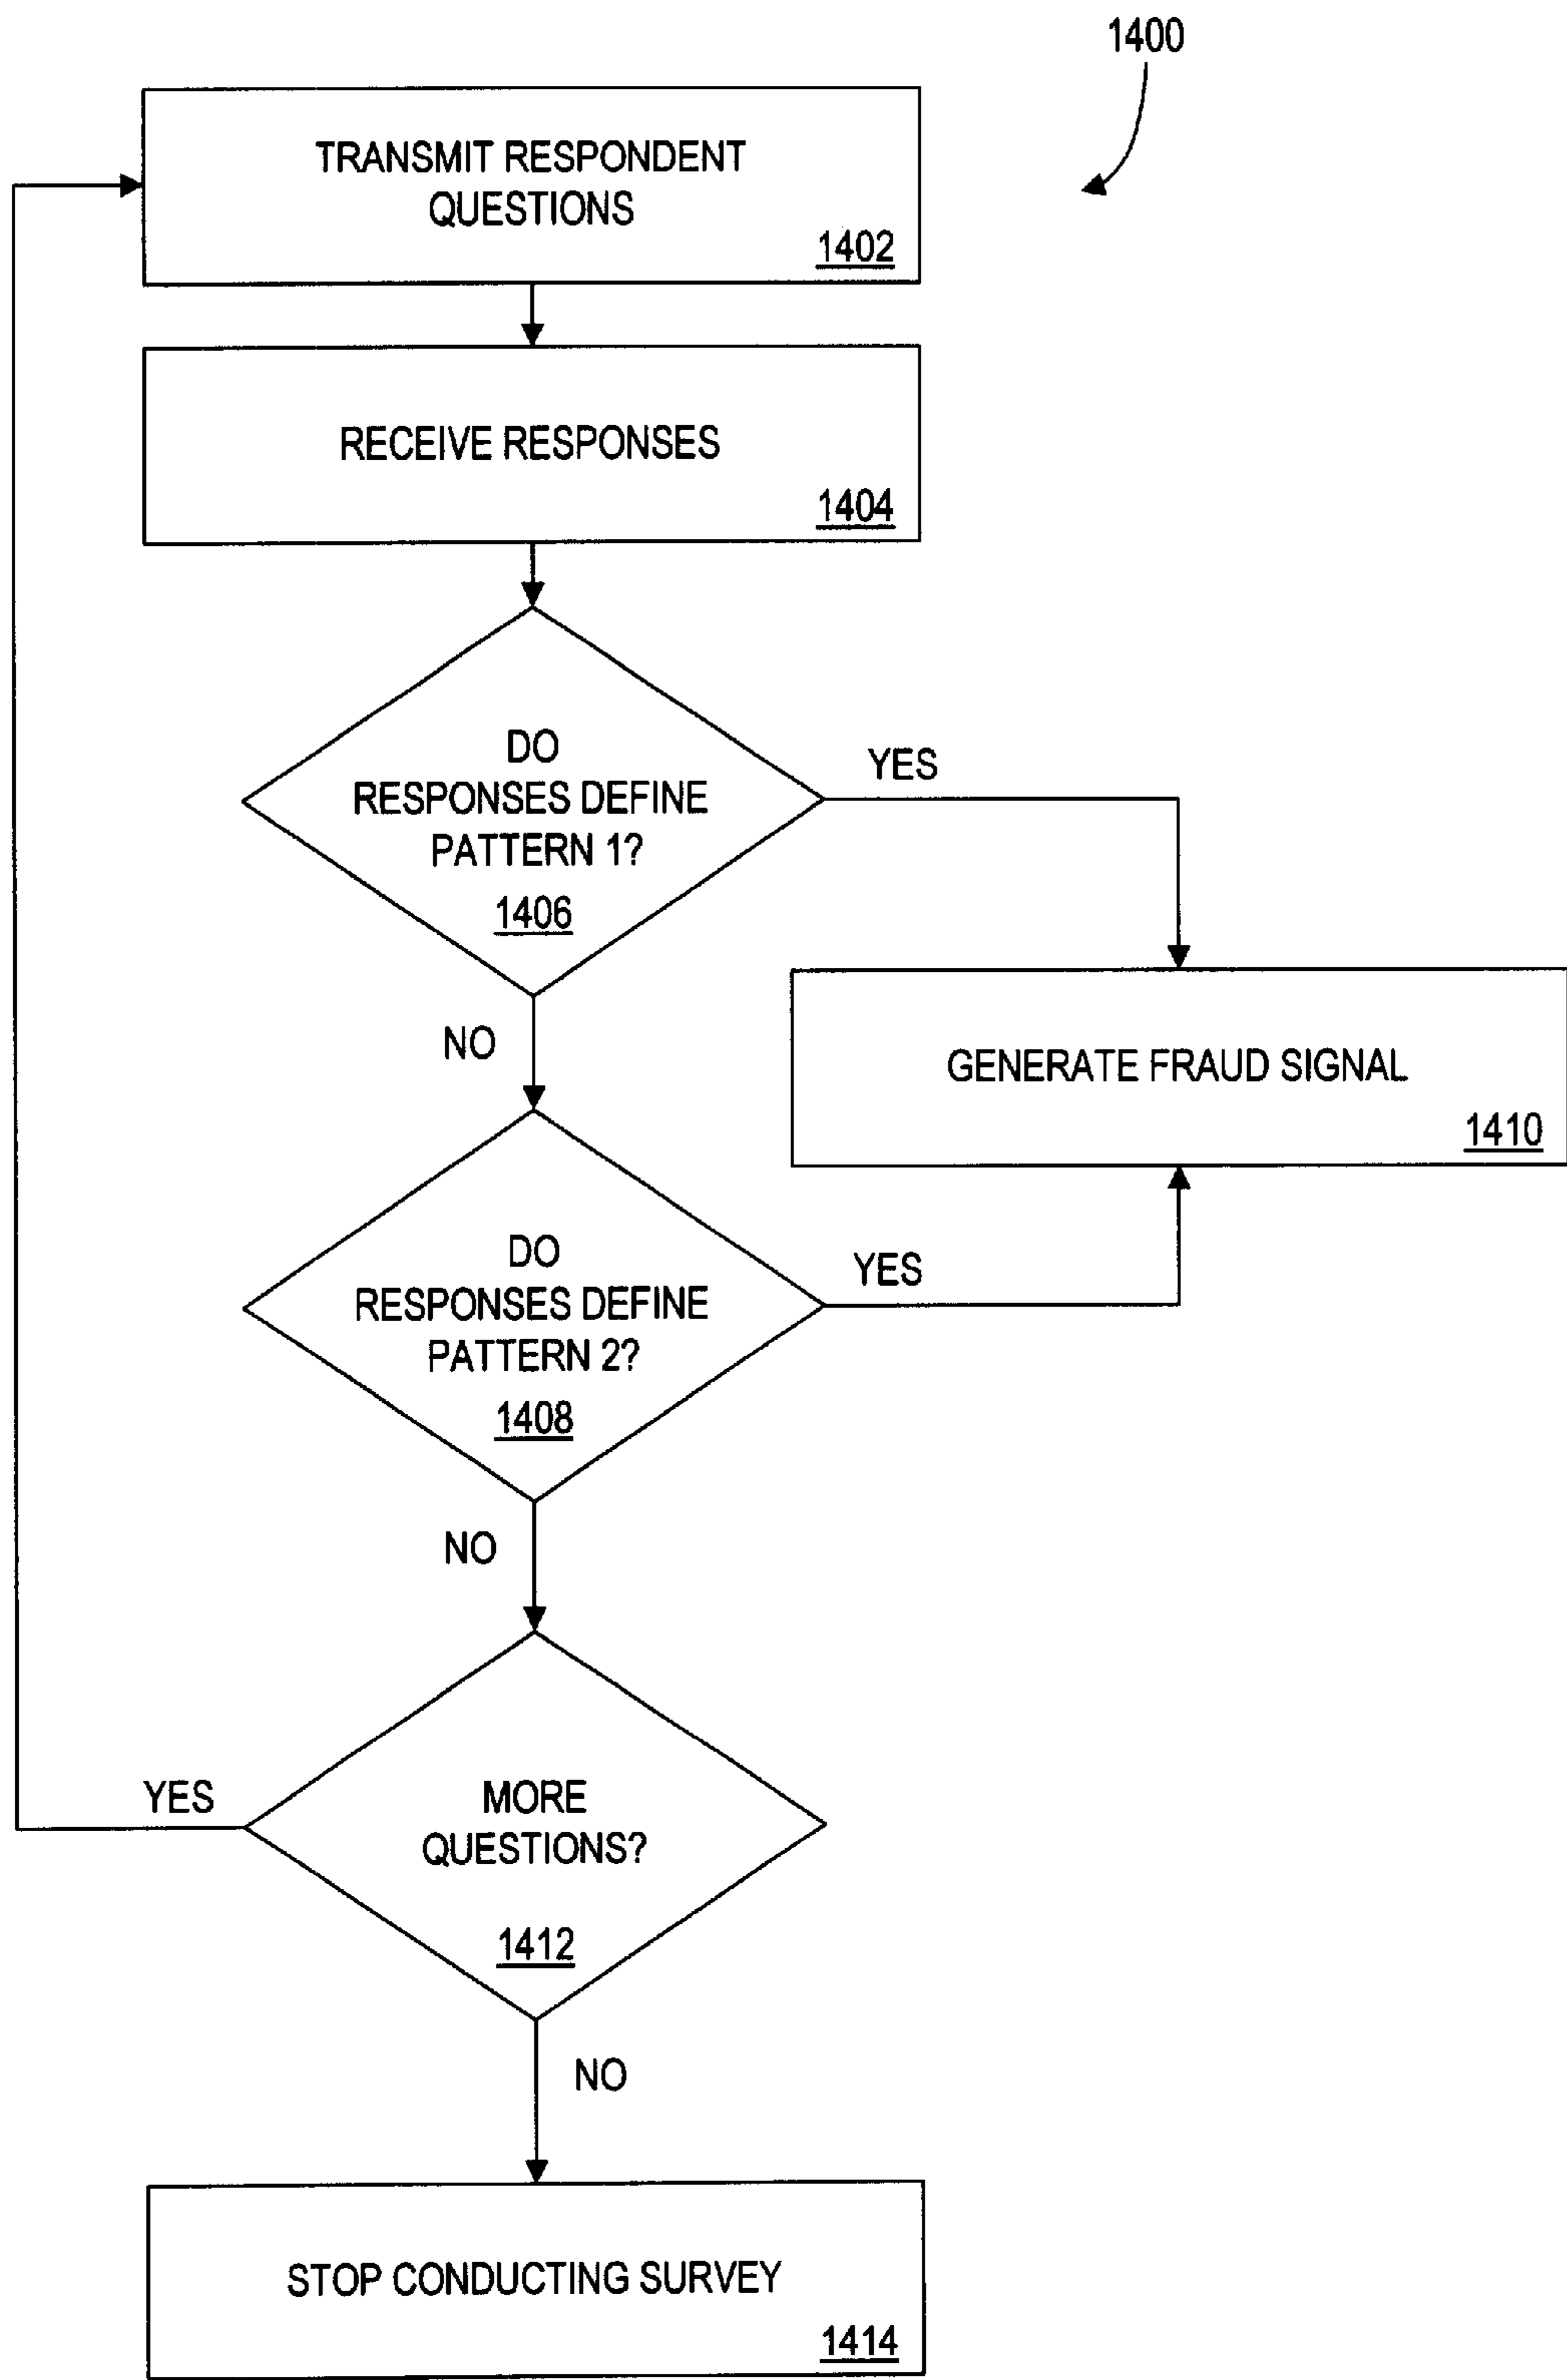 1400
TRANSMIT RESPONDENT
QUESTIONS
1402
RECEIVE RESPONSES
1404
DO
RESPONSES DEFINE
PATTERN 1?
1406
YES
NO
GENERATE FRAUD SIGNAL
1410
DO
RESPONSES DEFINE
PATTERN 2?
1408
YES
NO
MORE
QUESTIONS?
1412
YES
NO
STOP CONDUCTING SURVEY
1414